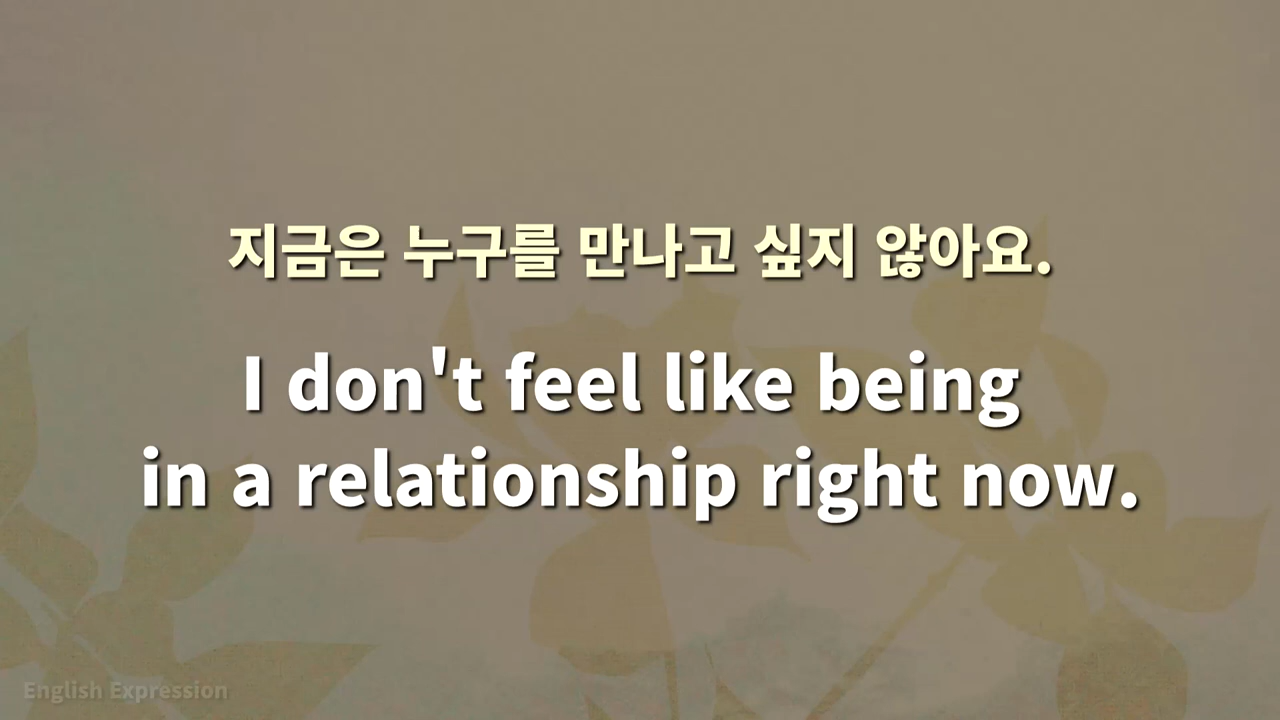 지금은 누구를 만나고 싶지 않아요.
I don't feel like being
in a relationship right now.
English Expression